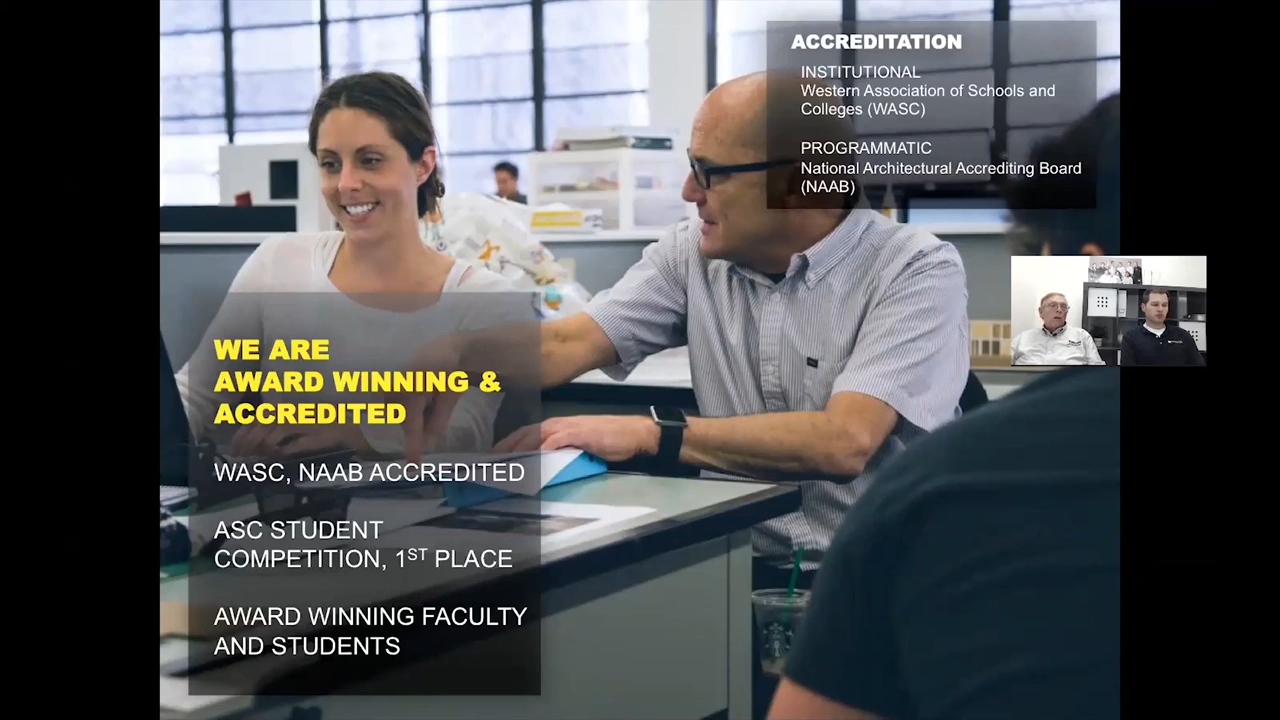 ACCREDITATION
INSTITUTIONAL
Western Association of Schools and
Colleges (WASC)
PROGRAMMATIC
National Architectural Accrediting Board
(NAAB)
WE ARE
AWARD WINNING &
ACCREDITED
WASC, NAAB ACCREDITED
ASC STUDENT
COMPETITION, 1ST PLACE
AWARD WINNING FACULTY
AND STUDENTS